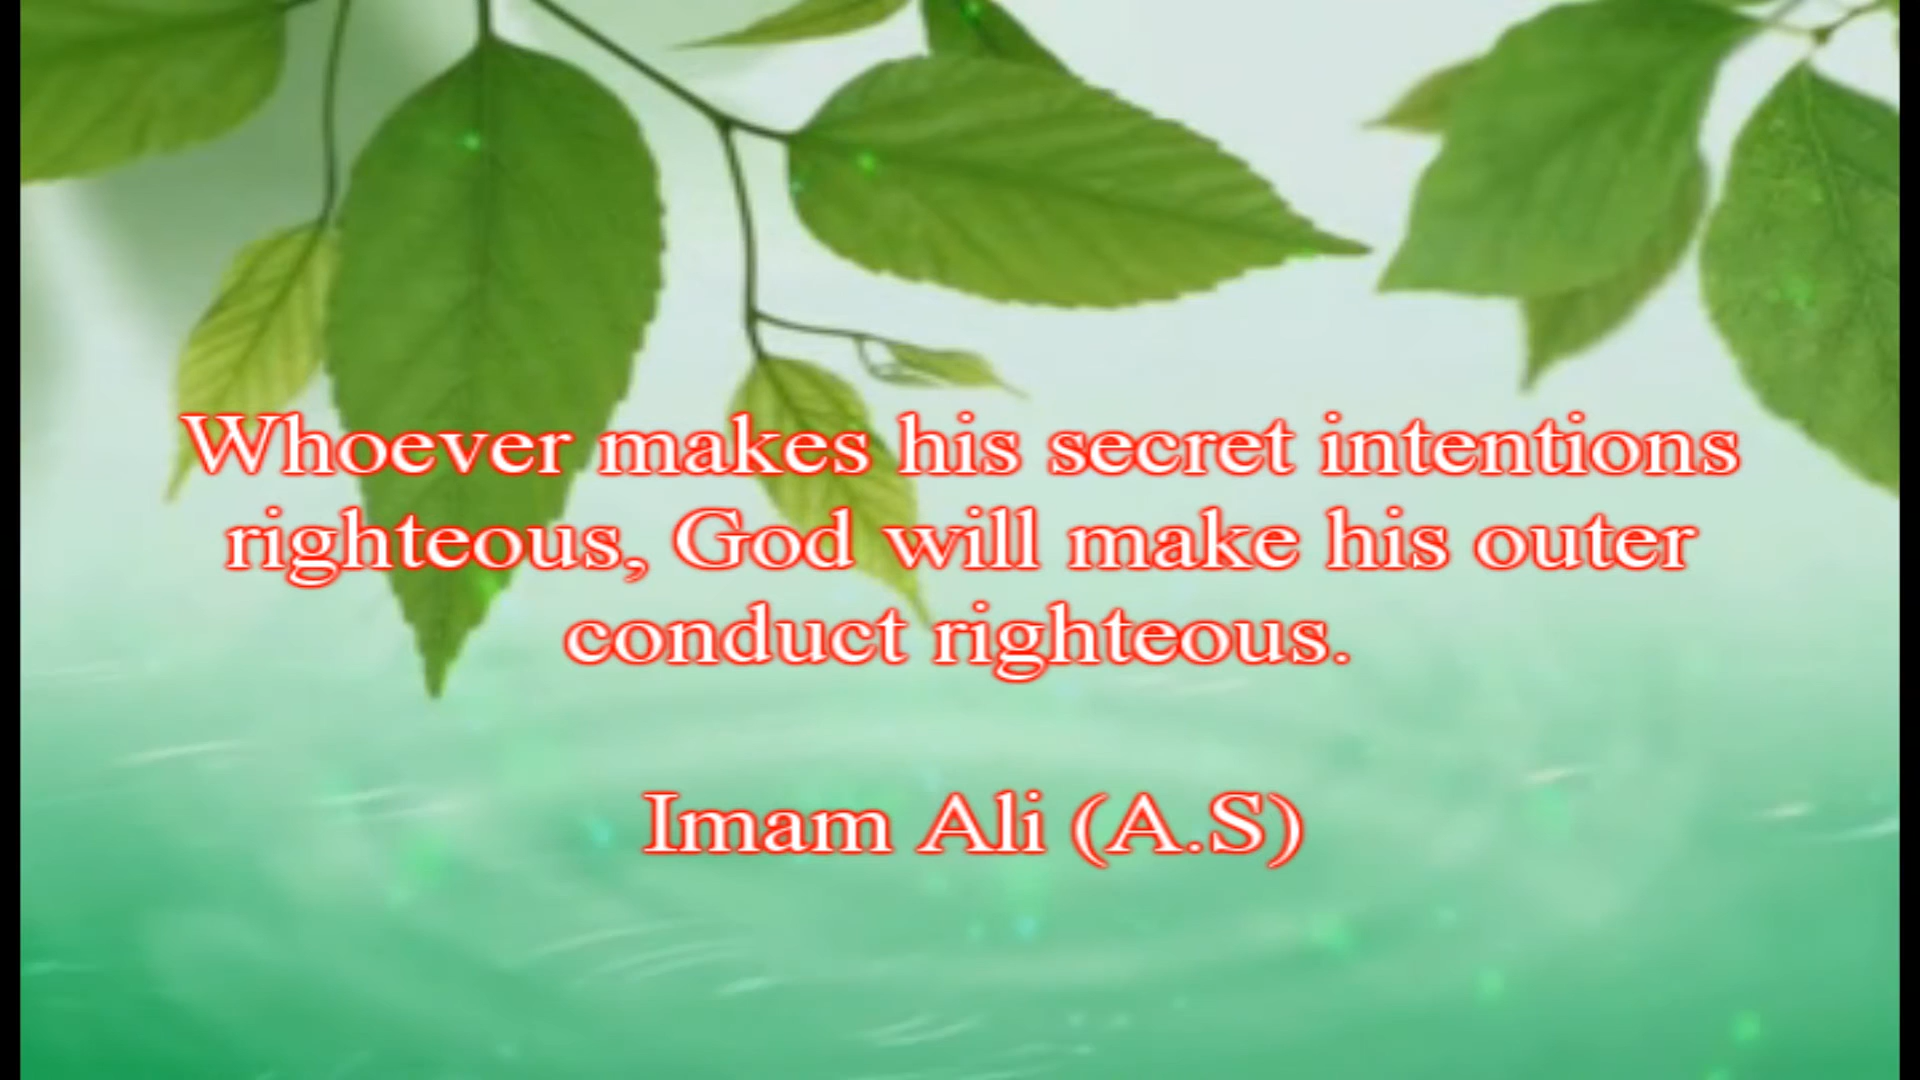 Whoever makes his secret intentions
righteous, God will make his outer
conduct righteous.
Imam Ali (A.S)